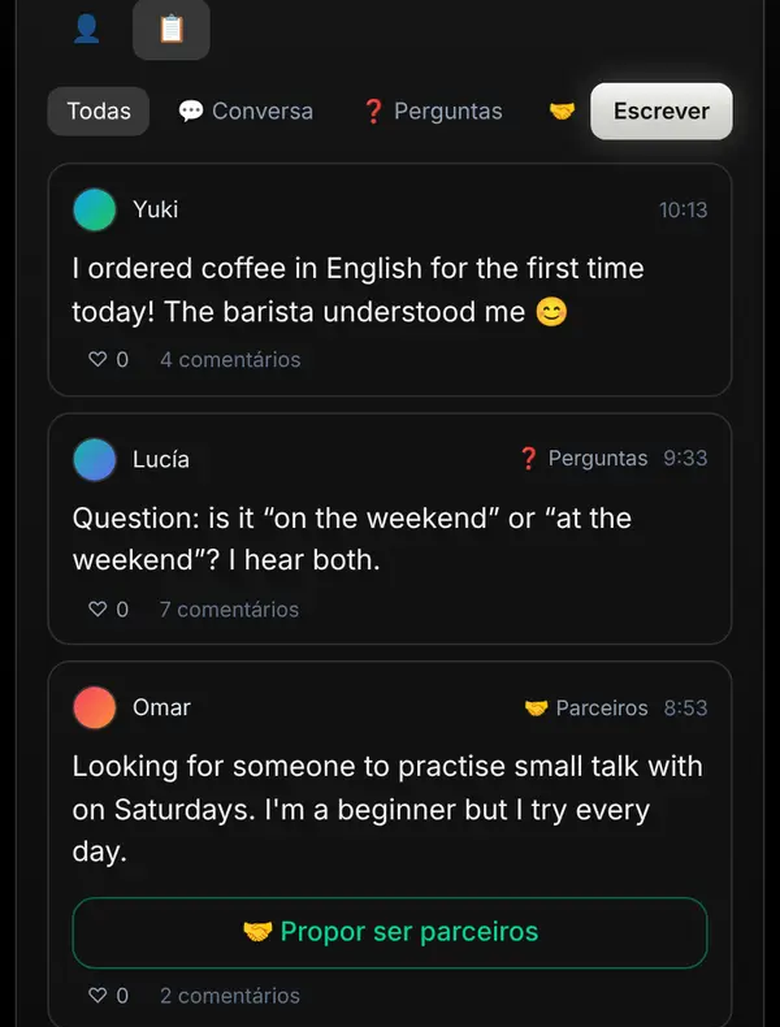 Todas 💬 Conversa ❓ Perguntas 🤝 Escrever
Yuki 10:13
I ordered coffee in English for the first time
today! The barista understood me 😊
♡ 0 4 comentários
Lucía ❓ Perguntas 9:33
Question: is it “on the weekend” or “at the
weekend”? I hear both.
♡ 0 7 comentários
Omar 🤝 Parceiros 8:53
Looking for someone to practise small talk with
on Saturdays. I'm a beginner but I try every
day.
🤝 Propor ser parceiros
♡ 0 2 comentários